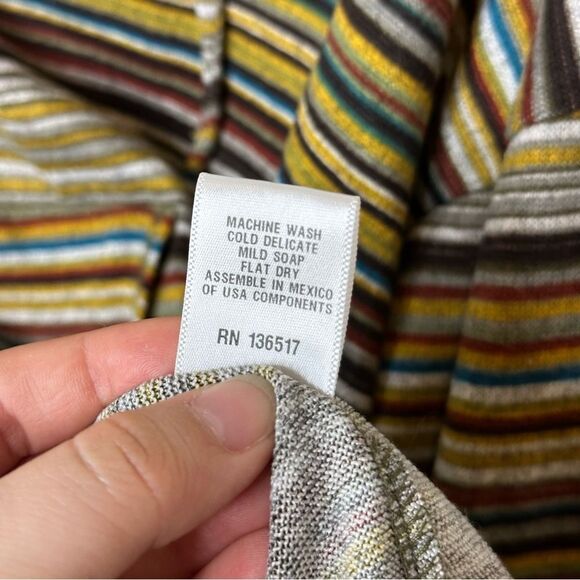 MACHINE WASH
COLD DELICATE
MILD SOAP
FLAT DRY
ASSEMBLE IN MEXICO
OF USA COMPONENTS
RN 136517